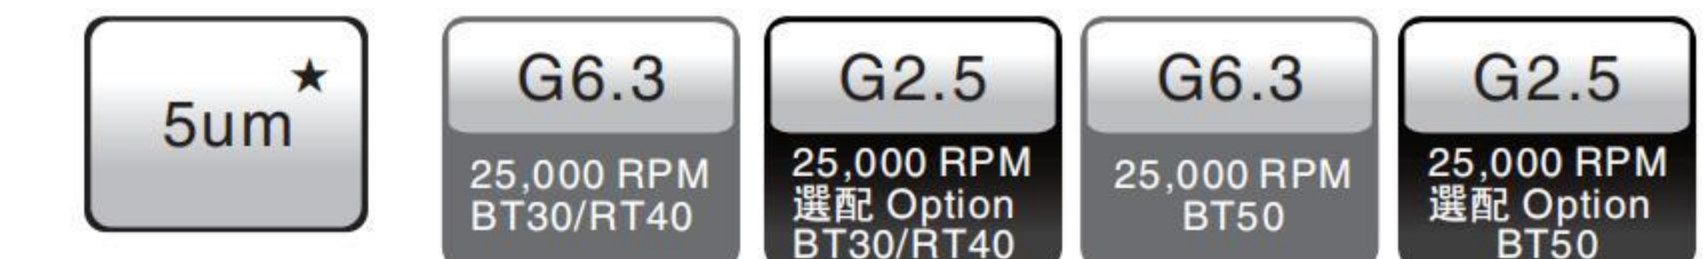 ★
5um
G6.3
25,000 RPM
BT30/RT40
G2.5
25,000 RPM
選配 Option
BT30/RT40
G6.3
25,000 RPM
BT50
G2.5
25,000 RPM
選配 Option
BT50